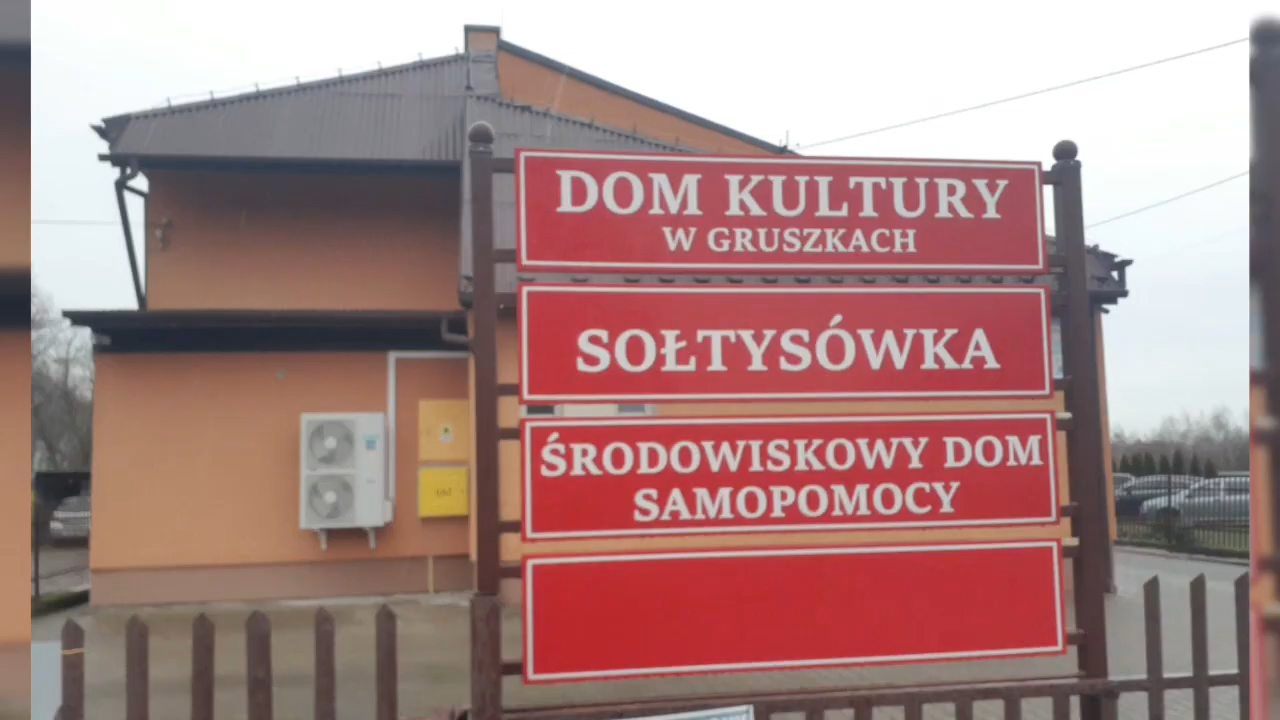 DOM KULTURY
W GRUSZKACH
SOŁTYSÓWKA
ŚRODOWISKOWY DOM
SAMOPOMOCY